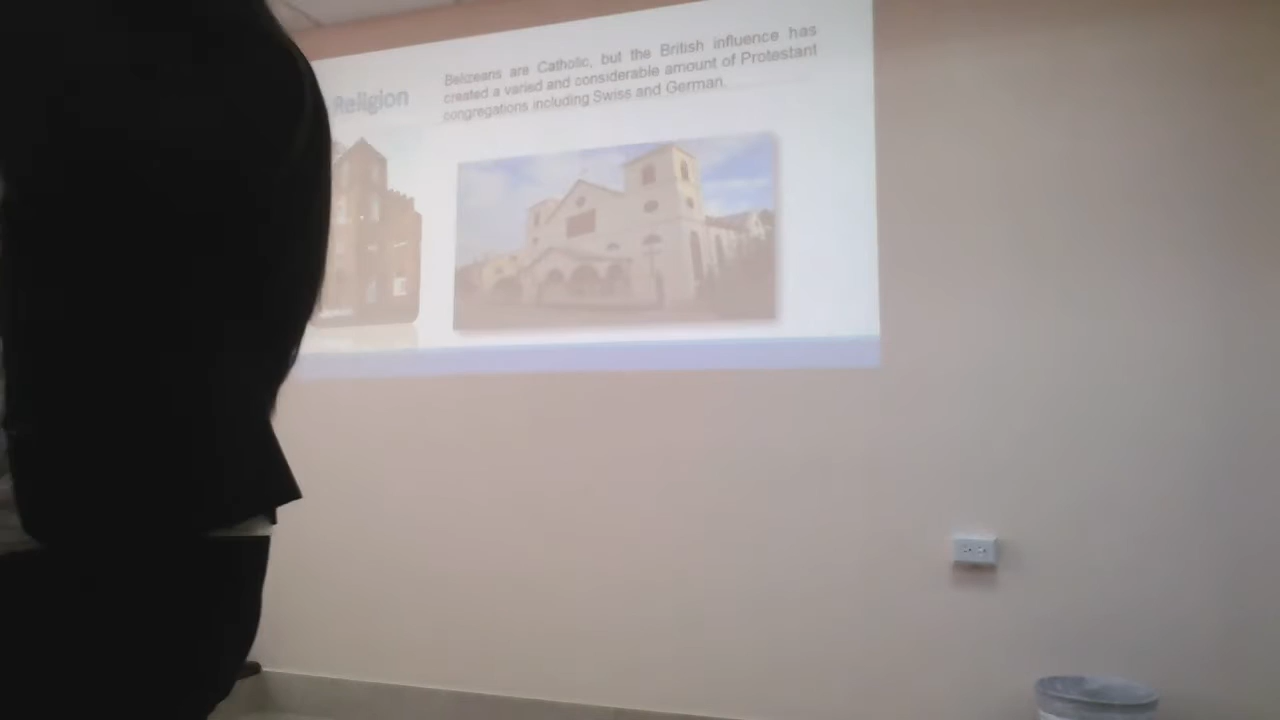 Religion
Belizeans are Catholic, but the British influence has
created a varied and considerable amount of Protestant
congregations including Swiss and German.